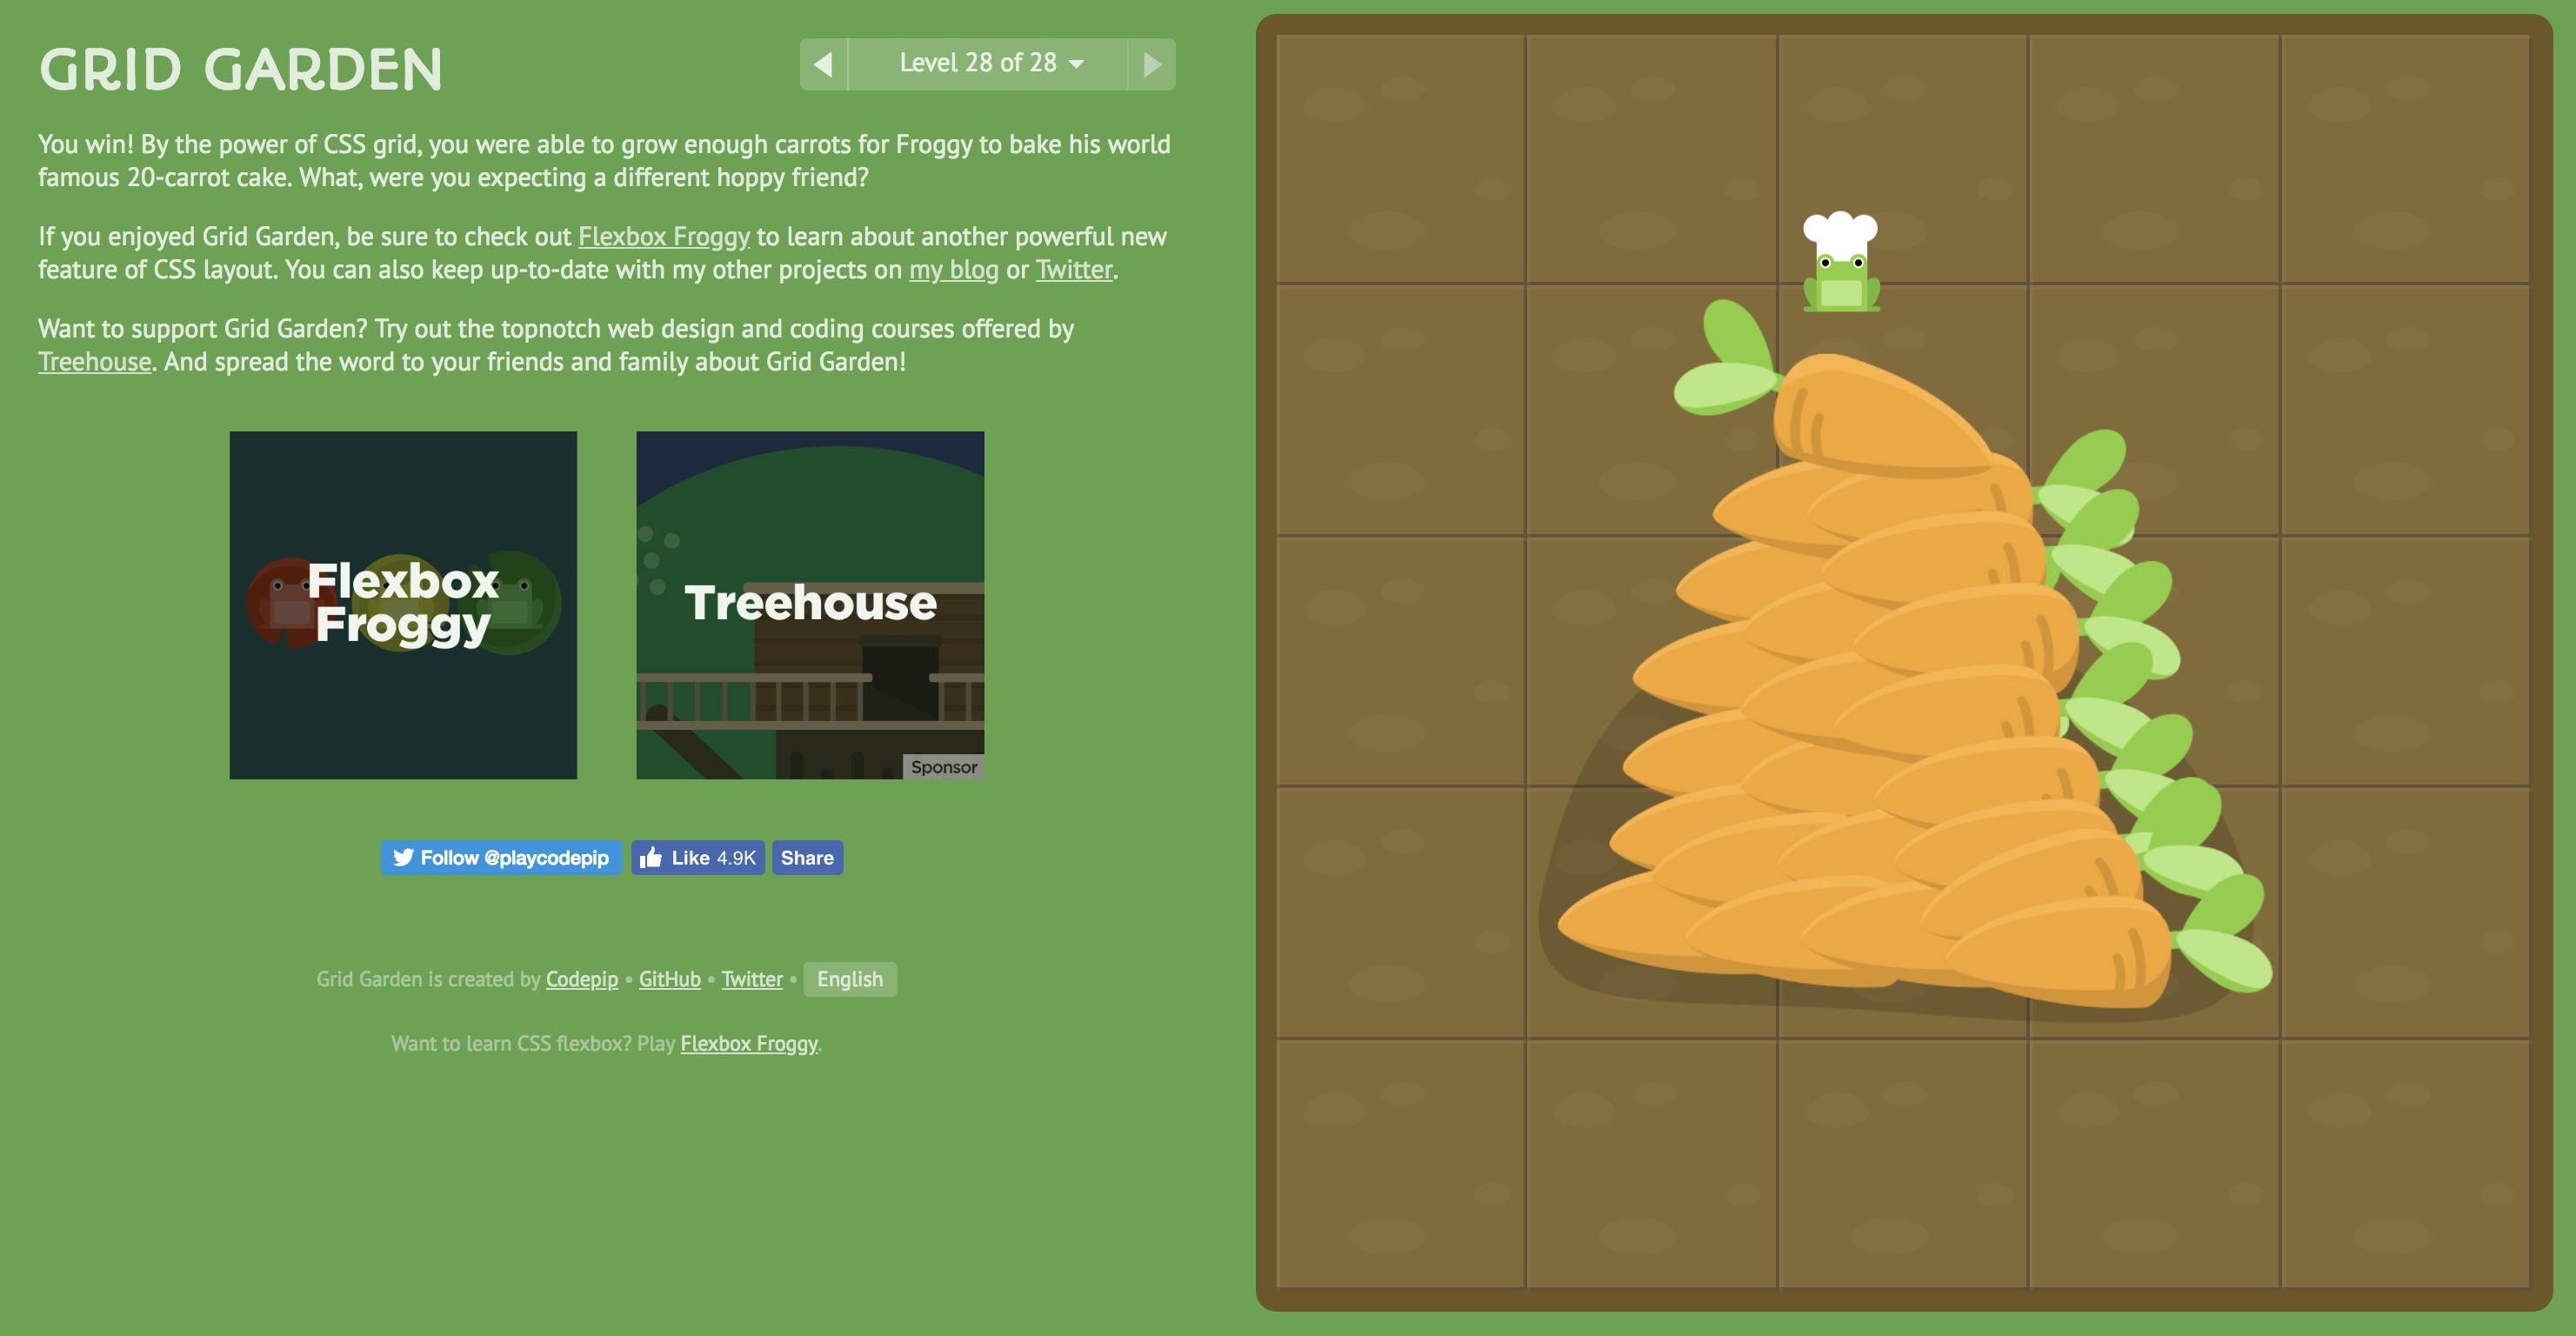 GRID GARDEN
Level 28 of 28
You win! By the power of CSS grid, you were able to grow enough carrots for Froggy to bake his world
famous 20-carrot cake. What, were you expecting a different hoppy friend?
If you enjoyed Grid Garden, be sure to check out Flexbox Froggy to learn about another powerful new
feature of CSS layout. You can also keep up-to-date with my other projects on my blog or Twitter.
Want to support Grid Garden? Try out the topnotch web design and coding courses offered by
Treehouse. And spread the word to your friends and family about Grid Garden!
Flexbox
Froggy
Treehouse
Sponsor
Follow @playcodepip
Like 4.9K
Share
Grid Garden is created by Codepip • GitHub • Twitter • English
Want to learn CSS flexbox? Play Flexbox Froggy.